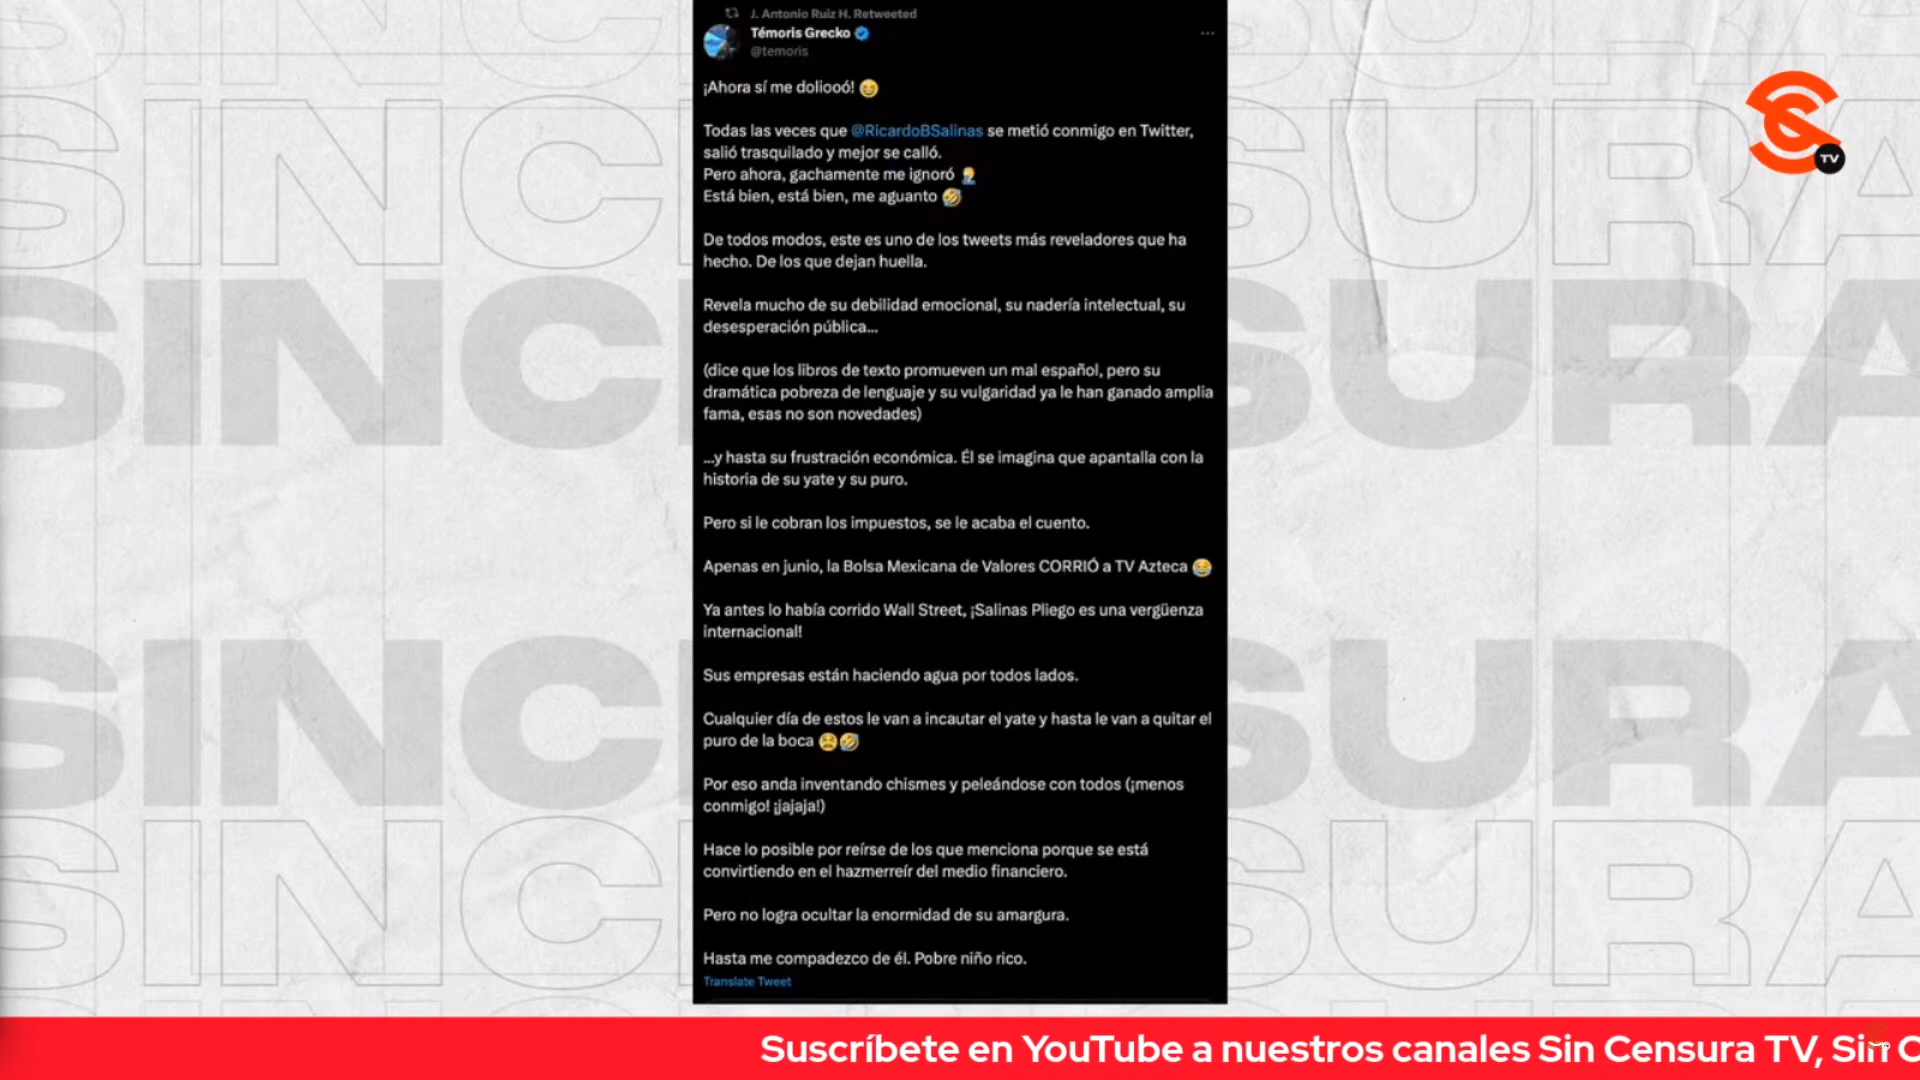 J. Antonio Ruiz H. Retweeted
Témoris Grecko
@temoris
¡Ahora sí me dolioó! 😆
Todas las veces que @RicardoBSalinas se metió conmigo en Twitter,
salió trasquilado y mejor se calló.
Pero ahora, gachamente me ignoró 🤦
Está bien, está bien, me aguanto 🤣
De todos modos, este es uno de los tweets más reveladores que ha
hecho. De los que dejan huella.
Revela mucho de su debilidad emocional, su nadería intelectual, su
desesperación pública...
(dice que los libros de texto promueven un mal español, pero su
dramática pobreza de lenguaje y su vulgaridad ya le han ganado amplia
fama, esas no son novedades)
...y hasta su frustración económica. Él se imagina que apantalla con la
historia de su yate y su puro.
Pero si le cobran los impuestos, se le acaba el cuento.
Apenas en junio, la Bolsa Mexicana de Valores CORRIÓ a TV Azteca 😂
Ya antes lo había corrido Wall Street, ¡Salinas Pliego es una vergüenza
internacional!
Sus empresas están haciendo agua por todos lados.
Cualquier día de estos le van a incautar el yate y hasta le van a quitar el
puro de la boca 😫🤣
Por eso anda inventando chismes y peleándose con todos (¡menos
conmigo! ¡jajaja!)
Hace lo posible por reírse de los que menciona porque se está
convirtiendo en el hazmerreír del medio financiero.
Pero no logra ocultar la enormidad de su amargura.
Hasta me compadezco de él. Pobre niño rico.
Translate Tweet
TV
SINC SURA
SINC SURA
SINC SURA
SINC SURA
Suscríbete en YouTube a nuestros canales Sin Censura TV, Sin C